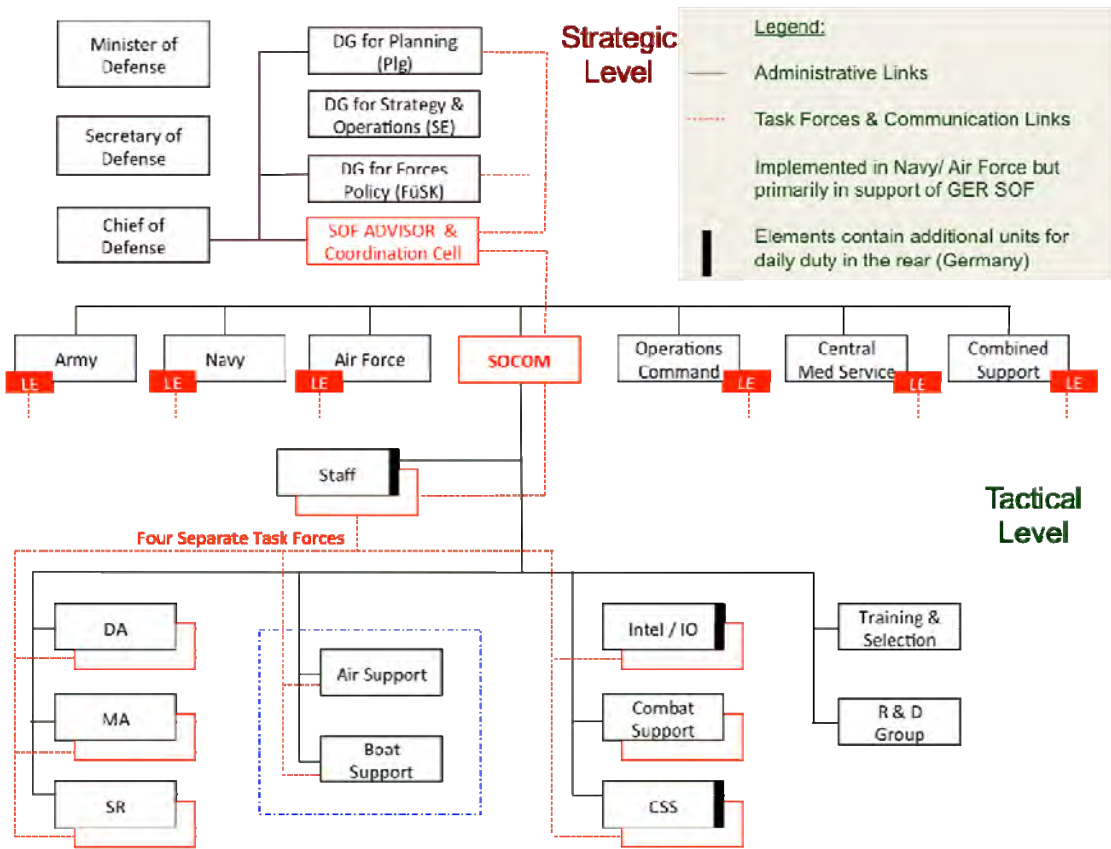 Minister of
Defense
DG for Planning
(Plg)
Strategic
Level
Legend:
Administrative Links
Task Forces & Communication Links
Implemented in Navy/ Air Force but
primarily in support of GER SOF
Elements contain additional units for
daily duty in the rear (Germany)
Secretary of
Defense
DG for Strategy &
Operations (SE)
DG for Forces
Policy (FüSK)
Chief of
Defense
SOF ADVISOR &
Coordination Cell
Army
LE
Navy
LE
Air Force
LE
SOCOM
Operations
Command
LE
Central
Med Service
LE
Combined
Support
LE
Staff
Tactical
Level
Four Separate Task Forces
DA
MA
SR
Air Support
Boat
Support
Intel / IO
Combat
Support
CSS
Training &
Selection
R & D
Group